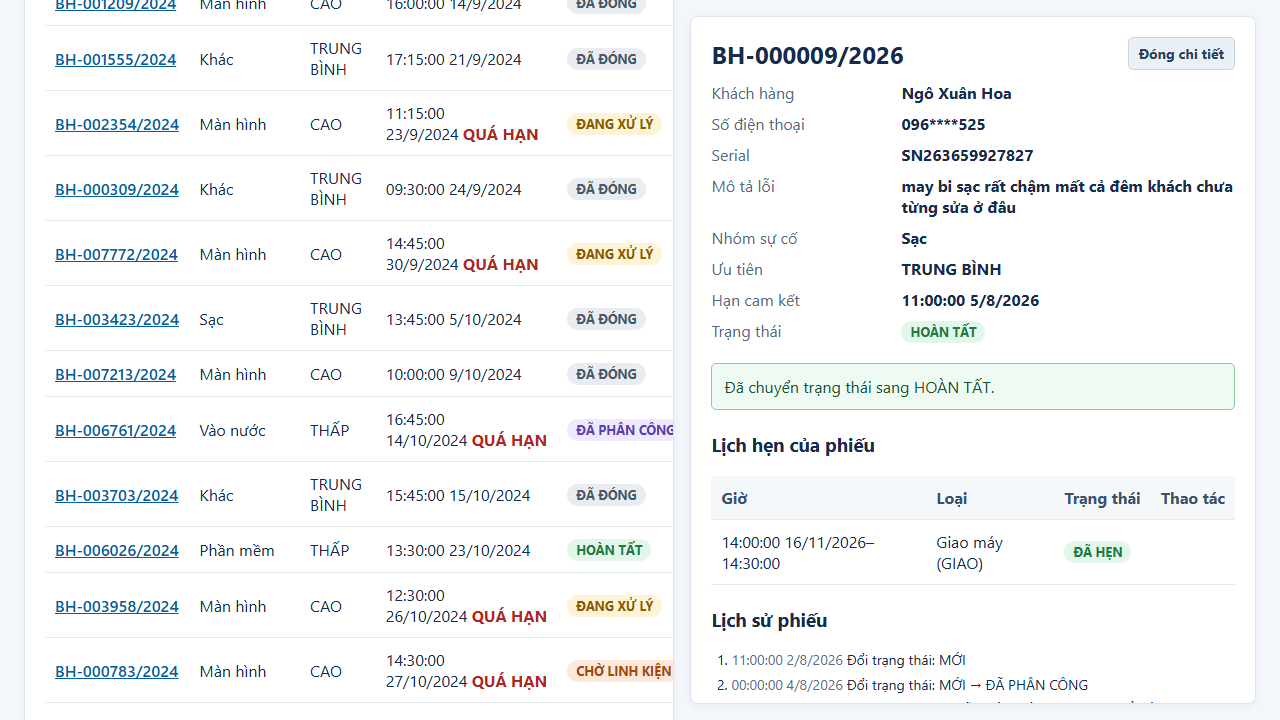 BH-001209/2024 Màn hình CAO 16:00:00 14/9/2024 ĐÃ ĐÓNG
BH-001555/2024 Khác TRUNG BÌNH 17:15:00 21/9/2024 ĐÃ ĐÓNG
BH-002354/2024 Màn hình CAO 11:15:00 23/9/2024 QUÁ HẠN ĐANG XỬ LÝ
BH-000309/2024 Khác TRUNG BÌNH 09:30:00 24/9/2024 ĐÃ ĐÓNG
BH-007772/2024 Màn hình CAO 14:45:00 30/9/2024 QUÁ HẠN ĐANG XỬ LÝ
BH-003423/2024 Sạc TRUNG BÌNH 13:45:00 5/10/2024 ĐÃ ĐÓNG
BH-007213/2024 Màn hình CAO 10:00:00 9/10/2024 ĐÃ ĐÓNG
BH-006761/2024 Vào nước THẤP 16:45:00 14/10/2024 QUÁ HẠN ĐÃ PHÂN CÔNG
BH-003703/2024 Khác TRUNG BÌNH 15:45:00 15/10/2024 ĐÃ ĐÓNG
BH-006026/2024 Phần mềm THẤP 13:30:00 23/10/2024 HOÀN TẤT
BH-003958/2024 Màn hình CAO 12:30:00 26/10/2024 QUÁ HẠN ĐANG XỬ LÝ
BH-000783/2024 Màn hình CAO 14:30:00 27/10/2024 QUÁ HẠN CHỜ LINH KIỆN
BH-000009/2026 Đóng chi tiết
Khách hàng Ngô Xuân Hoa
Số điện thoại 096****525
Serial SN263659927827
Mô tả lỗi may bi sạc rất chậm mất cả đêm khách chưa
từng sửa ở đâu
Nhóm sự cố Sạc
Ưu tiên TRUNG BÌNH
Hạn cam kết 11:00:00 5/8/2026
Trạng thái HOÀN TẤT
Đã chuyển trạng thái sang HOÀN TẤT.
Lịch hẹn của phiếu
Giờ Loại Trạng thái Thao tác
14:00:00 16/11/2026–14:30:00 Giao máy (GIAO) ĐÃ HẸN
Lịch sử phiếu
1. 11:00:00 2/8/2026 Đổi trạng thái: MỚI
2. 00:00:00 4/8/2026 Đổi trạng thái: MỚI → ĐÃ PHÂN CÔNG